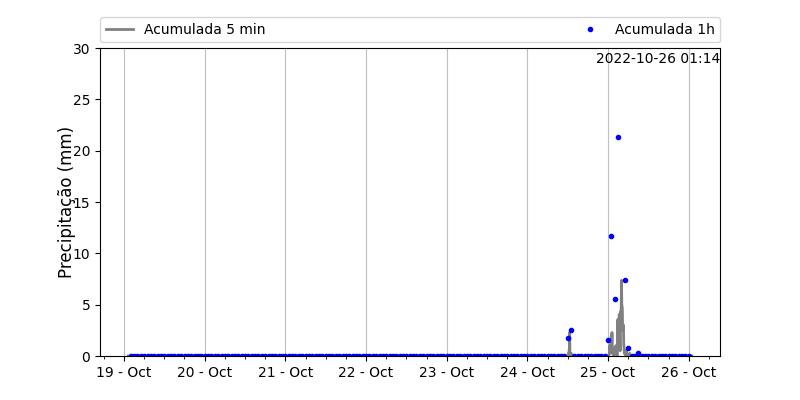 Acumulada 5 min
Acumulada 1h
2022-10-26 01:14
Precipitação (mm)
30
25
20
15
10
5
0
19 - Oct
20 - Oct
21 - Oct
22 - Oct
23 - Oct
24 - Oct
25 - Oct
26 - Oct